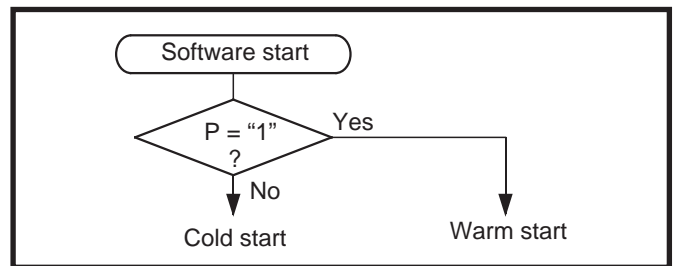 Software start
P = “1”
?
Yes
No
Cold start
Warm start